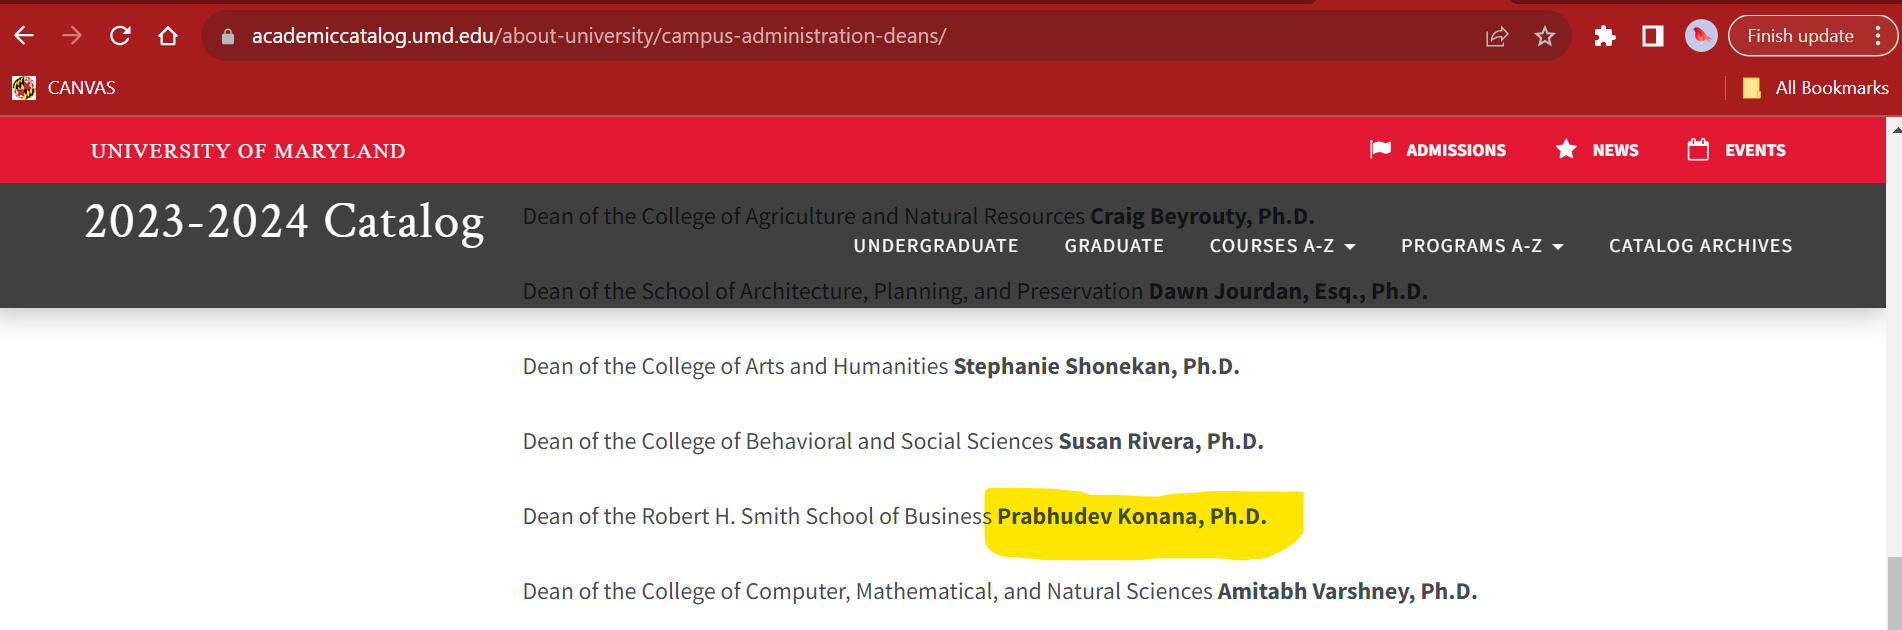 academiccatalog.umd.edu/about-university/campus-administration-deans/
Finish update
CANVAS
All Bookmarks
UNIVERSITY OF MARYLAND
ADMISSIONS
NEWS
EVENTS
2023-2024 Catalog
Dean of the College of Agriculture and Natural Resources Craig Beyrouty, Ph.D.
UNDERGRADUATE
GRADUATE
COURSES A-Z
PROGRAMS A-Z
CATALOG ARCHIVES
Dean of the School of Architecture, Planning, and Preservation Dawn Jourdan, Esq., Ph.D.
Dean of the College of Arts and Humanities Stephanie Shonekan, Ph.D.
Dean of the College of Behavioral and Social Sciences Susan Rivera, Ph.D.
Dean of the Robert H. Smith School of Business Prabhudev Konana, Ph.D.
Dean of the College of Computer, Mathematical, and Natural Sciences Amitabh Varshney, Ph.D.